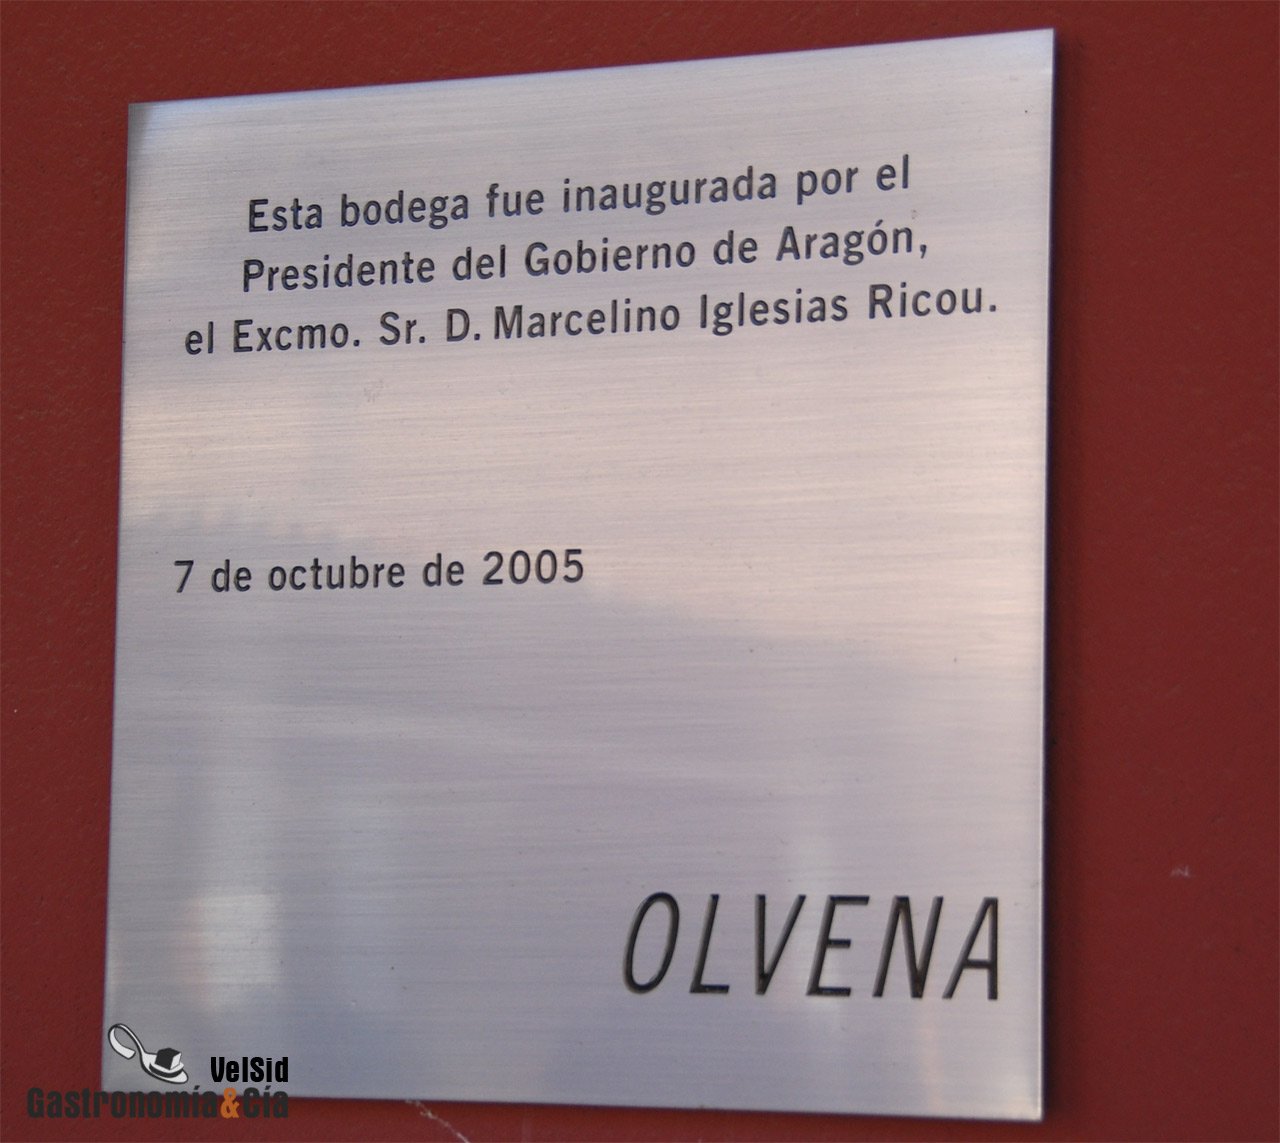 Esta bodega fue inaugurada por el
Presidente del Gobierno de Aragón,
el Excmo. Sr. D. Marcelino Iglesias Ricou.
7 de octubre de 2005
OLVENA
VelSid
Gastronomía&Cía